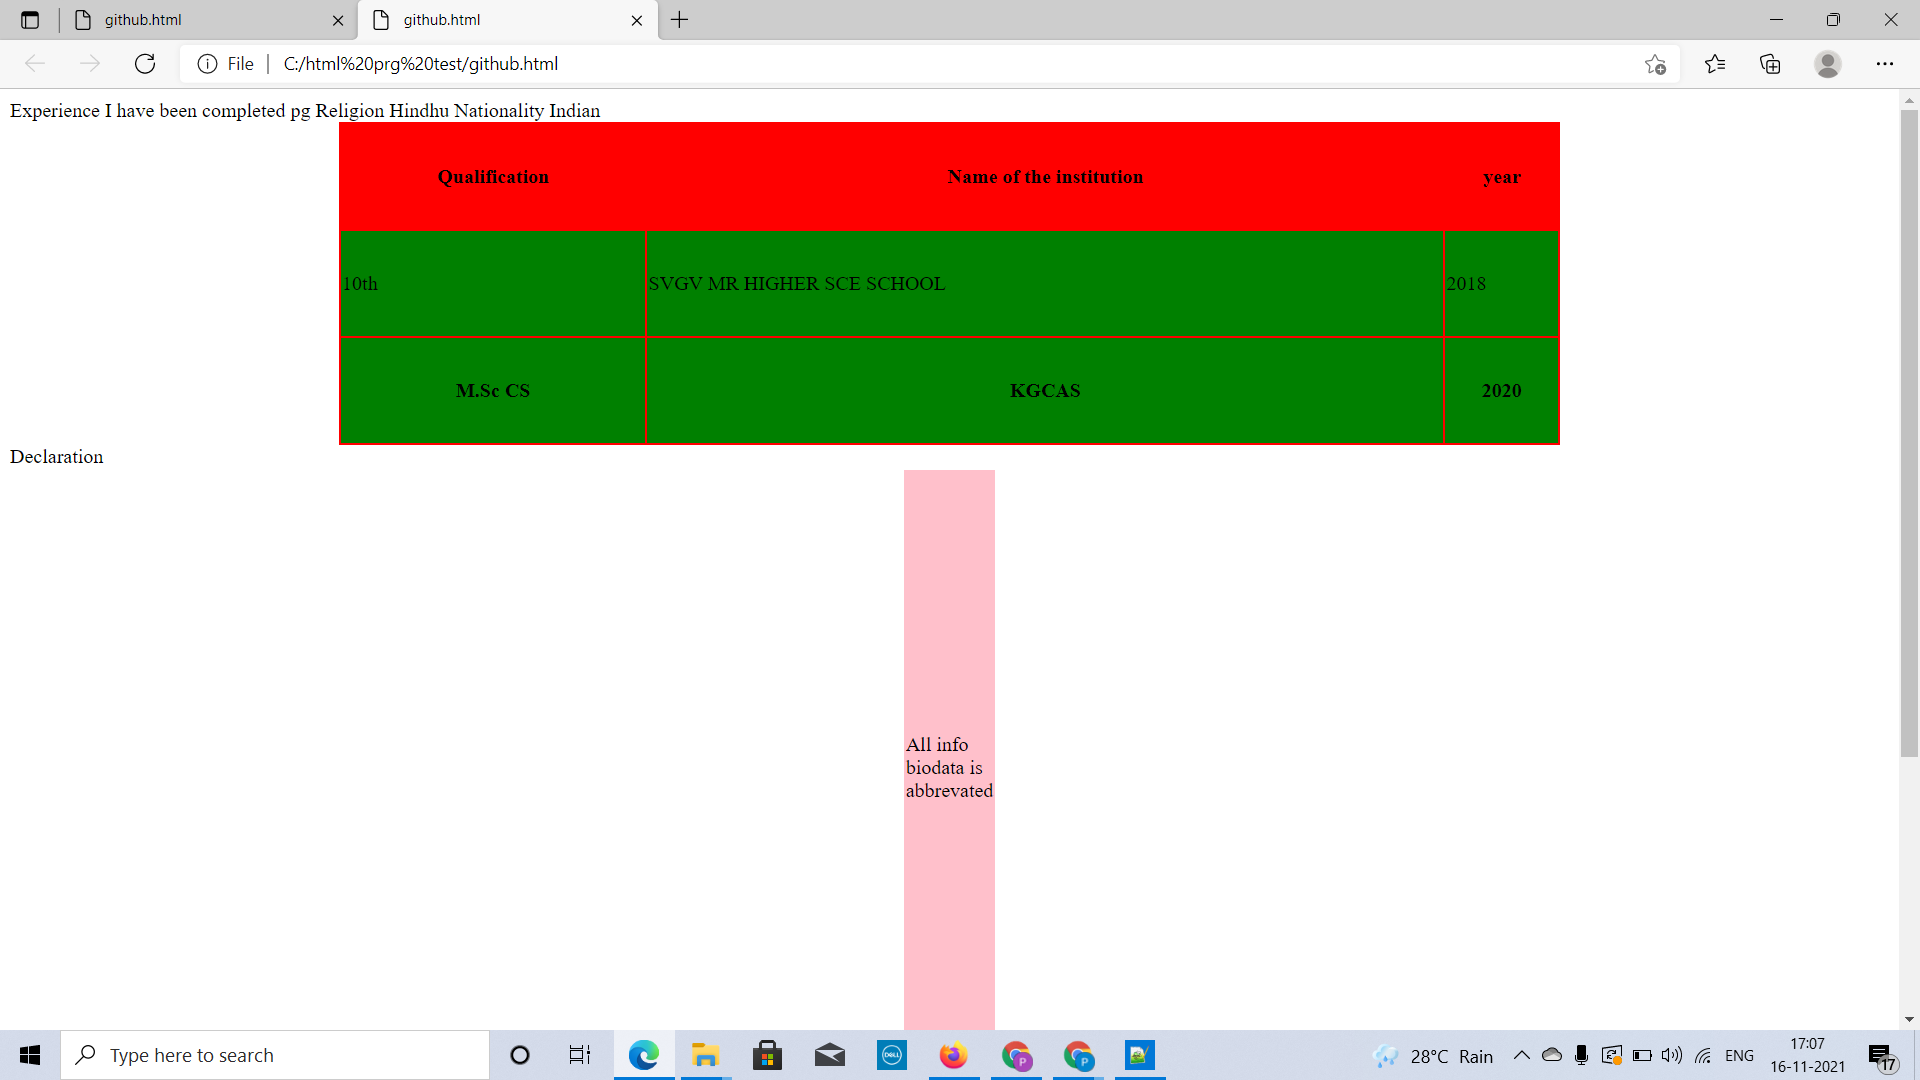 github.html
github.html
File
C:/html%20prg%20test/github.html
Experience I have been completed pg Religion Hindhu Nationality Indian
Qualification Name of the institution year
10th SVGV MR HIGHER SCE SCHOOL 2018
M.Sc CS KGCAS 2020
Declaration
All info
biodata is
abbrevated
Type here to search
DELL
P
P
28°C Rain
ENG
17:07
16-11-2021
17